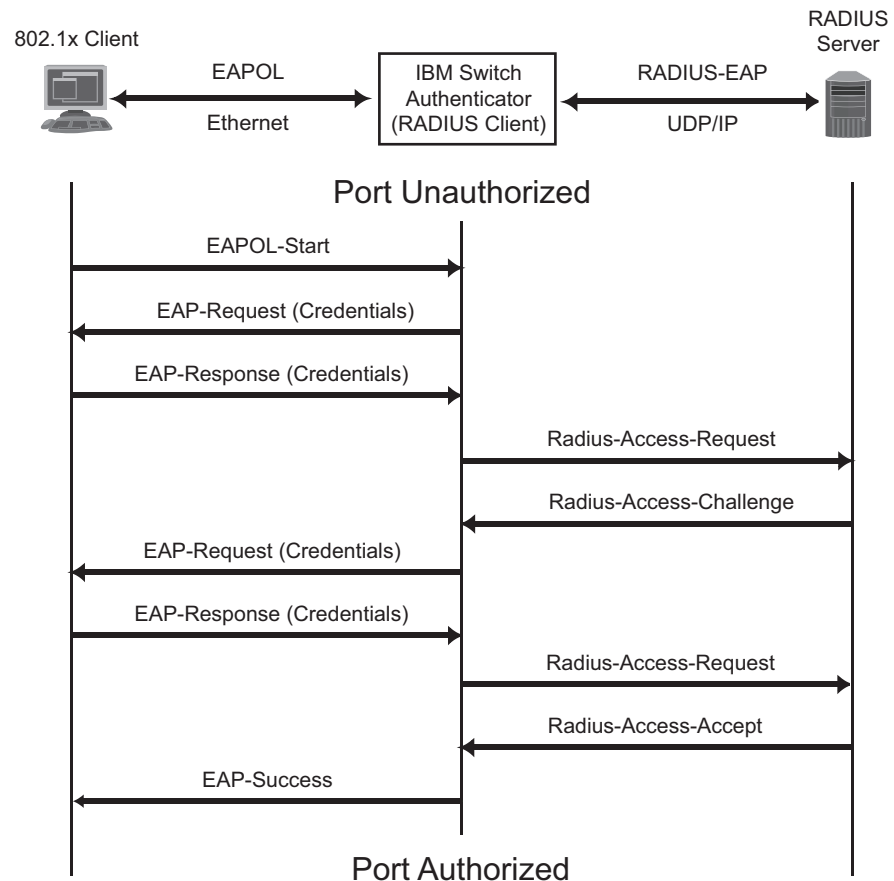 802.1x Client
EAPOL
Ethernet
IBM Switch
Authenticator
(RADIUS Client)
RADIUS-EAP
UDP/IP
RADIUS
Server
Port Unauthorized
EAPOL-Start
EAP-Request (Credentials)
EAP-Response (Credentials)
Radius-Access-Request
Radius-Access-Challenge
EAP-Request (Credentials)
EAP-Response (Credentials)
Radius-Access-Request
Radius-Access-Accept
EAP-Success
Port Authorized